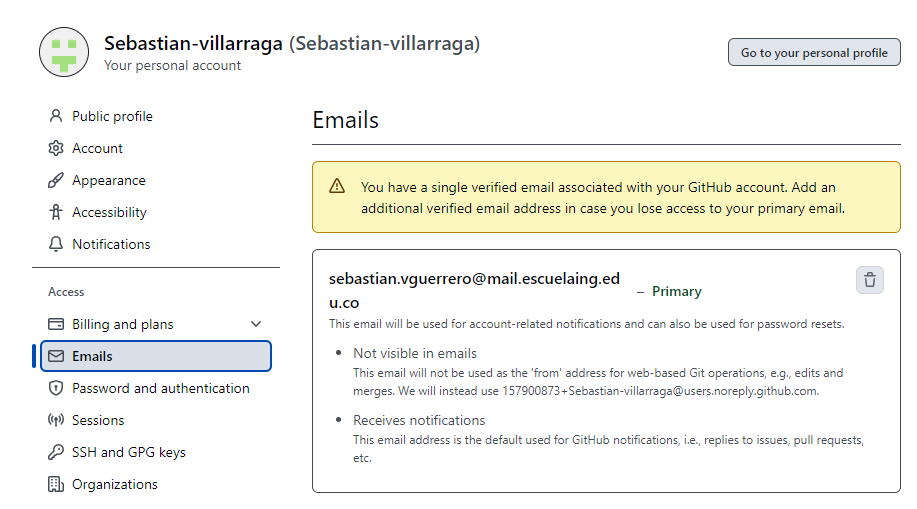 Sebastian-villarraga (Sebastian-villarraga)
Your personal account
Go to your personal profile
Public profile
Account
Appearance
Accessibility
Notifications
Access
Billing and plans
Emails
Password and authentication
Sessions
SSH and GPG keys
Organizations
Emails
You have a single verified email associated with your GitHub account. Add an
additional verified email address in case you lose access to your primary email.
sebastian.vguerrero@mail.escuelaing.ed
u.co
– Primary
This email will be used for account-related notifications and can also be used for password resets.
• Not visible in emails
This email will not be used as the 'from' address for web-based Git operations, e.g., edits and
merges. We will instead use 157900873+Sebastian-villarraga@users.noreply.github.com.
• Receives notifications
This email address is the default used for GitHub notifications, i.e., replies to issues, pull requests,
etc.